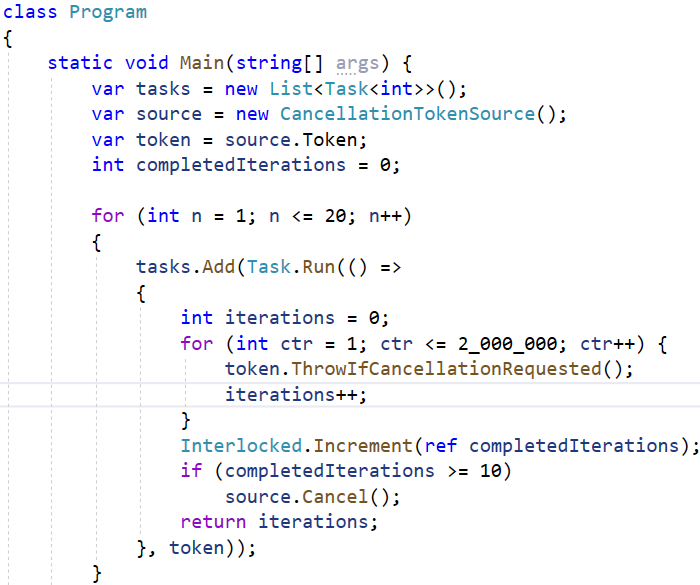 class Program
{
static void Main(string[] args) {
var tasks = new List<Task<int>>();
var source = new CancellationTokenSource();
var token = source.Token;
int completedIterations = 0;
for (int n = 1; n <= 20; n++)
{
tasks.Add(Task.Run(() =>
{
int iterations = 0;
for (int ctr = 1; ctr <= 2_000_000; ctr++) {
token.ThrowIfCancellationRequested();
iterations++;
}
Interlocked.Increment(ref completedIterations);
if (completedIterations >= 10)
source.Cancel();
return iterations;
}, token));
}